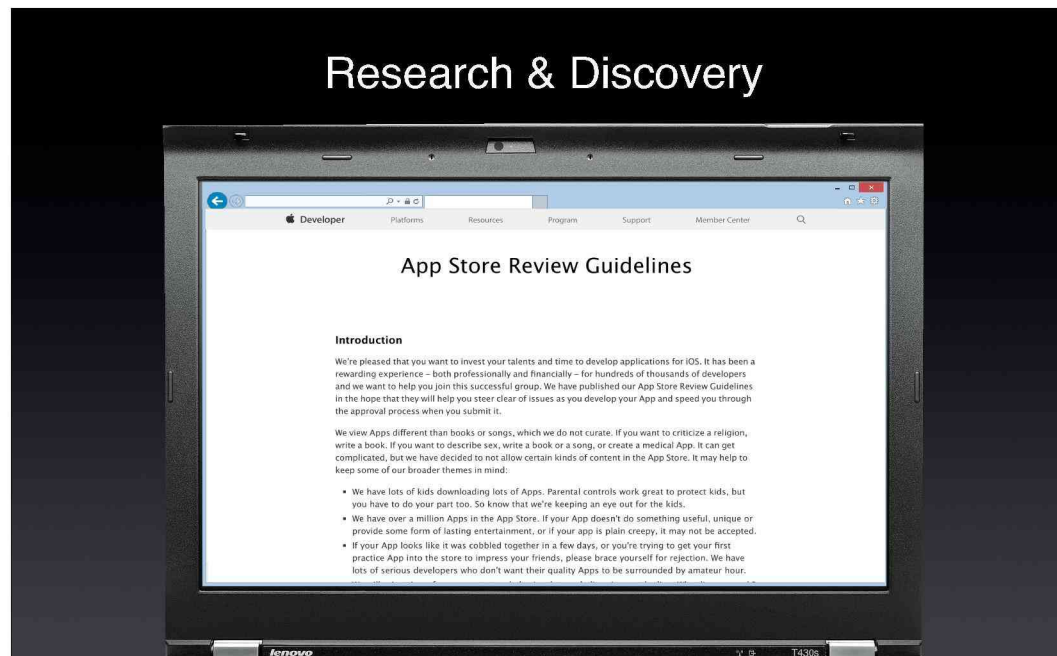 Research & Discovery
Developer Platforms Resources Program Support Member Center
App Store Review Guidelines
Introduction
We're pleased that you want to invest your talents and time to develop applications for iOS. It has been a
rewarding experience – both professionally and financially – for hundreds of thousands of developers
and we want to help you join this successful group. We have published our App Store Review Guidelines
in the hope that they will help you steer clear of issues as you develop your App and speed you through
the approval process when you submit it.
We view Apps different than books or songs, which we do not curate. If you want to criticize a religion,
write a book. If you want to describe sex, write a book or a song, or create a medical App. It can get
complicated, but we have decided to not allow certain kinds of content in the App Store. It may help to
keep some of our broader themes in mind:
▪ We have lots of kids downloading lots of Apps. Parental controls work great to protect kids, but
you have to do your part too. So know that we're keeping an eye out for the kids.
▪ We have over a million Apps in the App Store. If your App doesn't do something useful, unique or
provide some form of lasting entertainment, or if your app is plain creepy, it may not be accepted.
▪ If your App looks like it was cobbled together in a few days, or you're trying to get your first
practice App into the store to impress your friends, please brace yourself for rejection. We have
lots of serious developers who don't want their quality Apps to be surrounded by amateur hour.
lenovo T430s